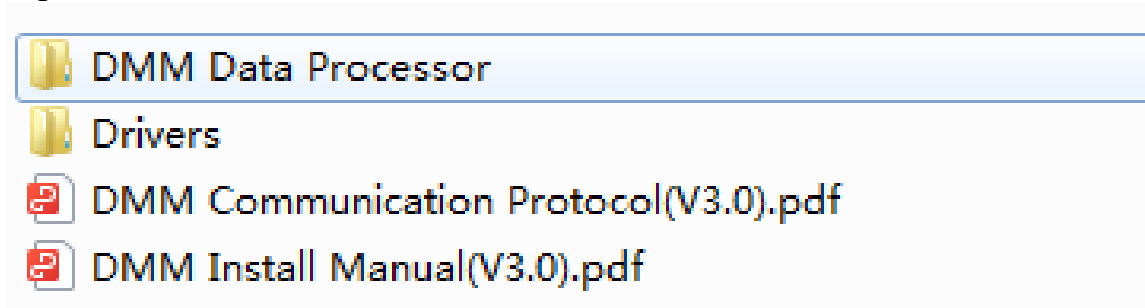 DMM Data Processor
Drivers
DMM Communication Protocol(V3.0).pdf
DMM Install Manual(V3.0).pdf